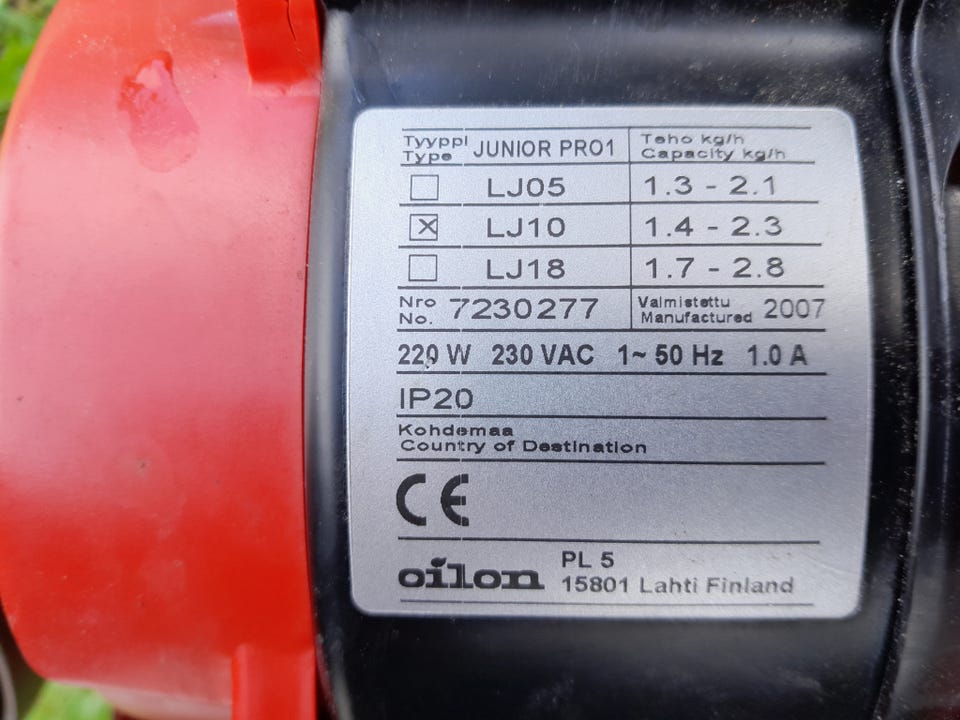 Tyyppi
Type JUNIOR PRO1 Teho kg/h
Capacity kg/h
LJ05 1.3 - 2.1
LJ10 1.4 - 2.3
LJ18 1.7 - 2.8
Nro
No. 7230277 Valmistettu
Manufactured 2007
220 W 230 VAC 1~ 50 Hz 1.0 A
IP20
Kohdemaa
Country of Destination
CE
oilon PL 5
15801 Lahti Finland